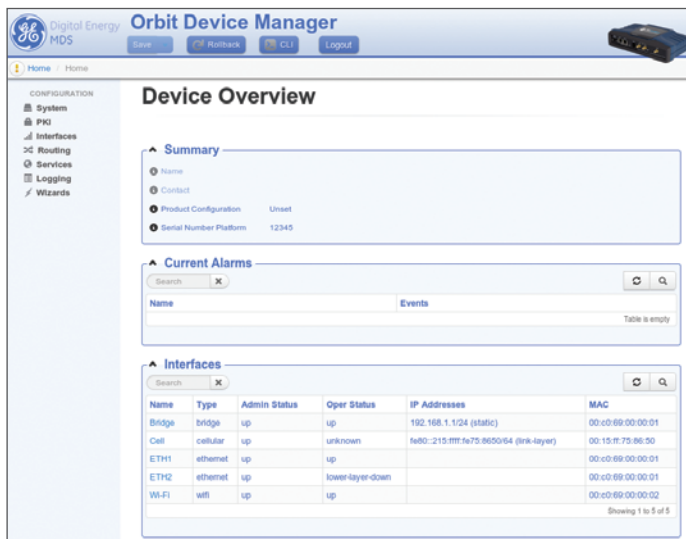 Digital Energy
MDS
Orbit Device Manager
Save
Rollback
CLI
Logout
Home / Home
CONFIGURATION
System
PKI
Interfaces
Routing
Services
Logging
Wizards
Device Overview
Summary
Name
Contact
Product Configuration Unset
Serial Number Platform 12345
Current Alarms
Search
Name Events
Table is empty
Interfaces
Search
Name Type Admin Status Oper Status IP Addresses MAC
Bridge bridge up up 192.168.1.1/24 (static) 00:c0:69:00:00:01
Cell cellular up unknown fe80::215:ffff:fe75:8650/64 (link-layer) 00:15:ff:75:86:50
ETH1 ethernet up up 00:c0:69:00:00:01
ETH2 ethernet up lower-layer-down 00:c0:69:00:00:01
Wi-Fi wifi up up 00:c0:69:00:00:02
Showing 1 to 5 of 5